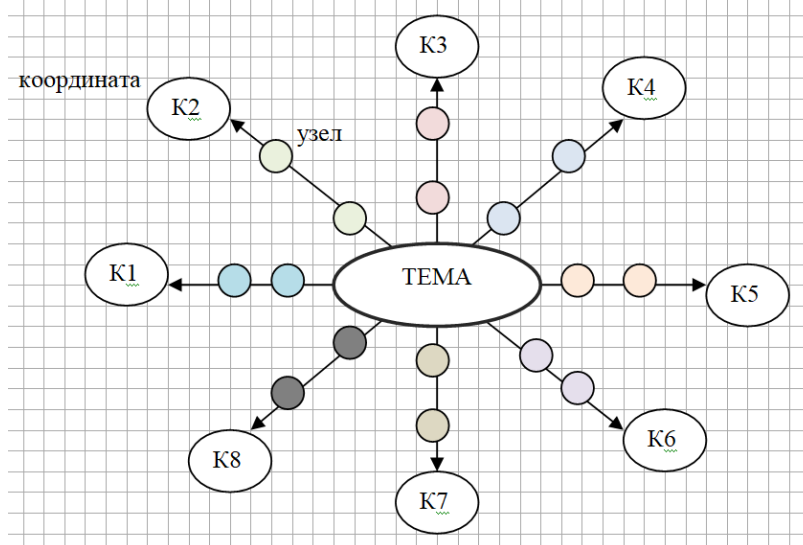 К3
координата
К4
К2
узел
К1
ТЕМА
К5
К8
К6
К7